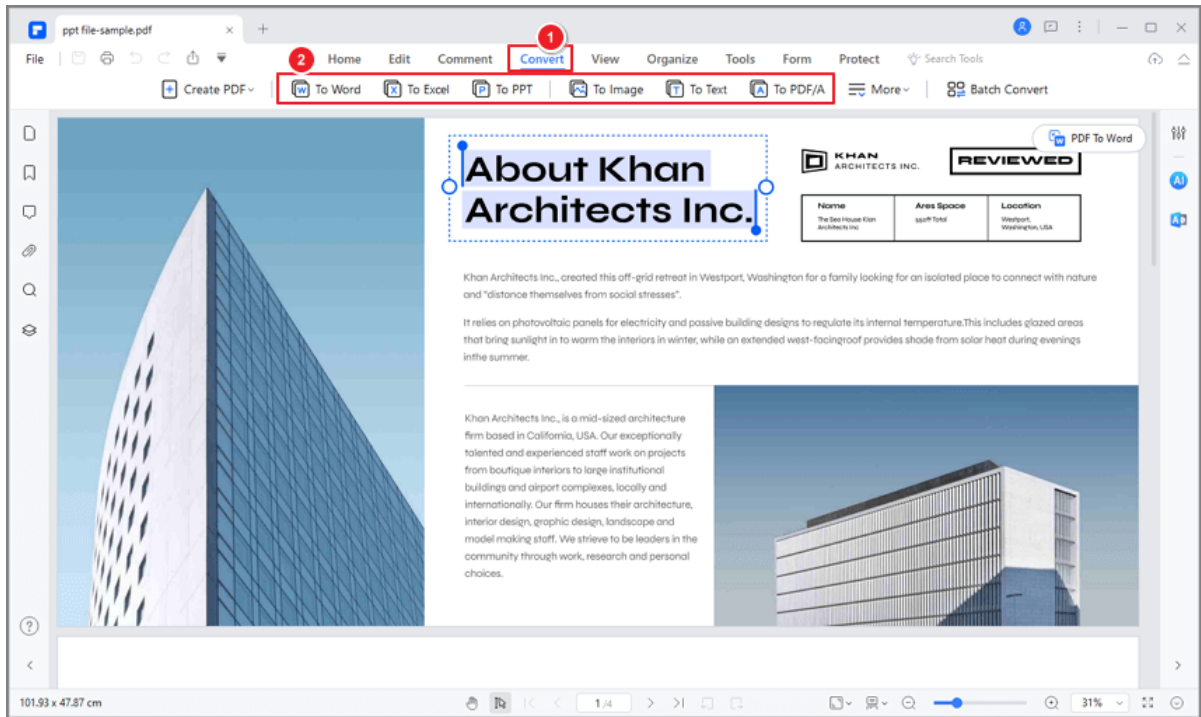 ppt file-sample.pdf
1
File
2 Home Edit Comment Convert View Organize Tools Form Protect Search Tools
Create PDF To Word To Excel To PPT To Image To Text To PDF/A More Batch Convert
W X P T A
PDF To Word
W
About Khan
Architects Inc.
KHAN
ARCHITECTS INC.
REVIEWED
AI
Name Ares Space Location
The Sea House Klan
Architects Inc
550ft Total
Westport,
Washington, USA
Khan Architects Inc., created this off-grid retreat in Westport, Washington for a family looking for an isolated place to connect with nature
and "distance themselves from social stresses".
It relies on photovoltaic panels for electricity and passive building designs to regulate its internal temperature.This includes glazed areas
that bring sunlight in to warm the interiors in winter, while an extended west-facingroof provides shade from solar heat during evenings
inthe summer.
Khan Architects Inc., is a mid-sized architecture
firm based in California, USA. Our exceptionally
talented and experienced staff work on projects
from boutique interiors to large institutional
buildings and airport complexes, locally and
internationally. Our firm houses their architecture,
interior design, graphic design, landscape and
model making staff. We strieve to be leaders in the
community through work, research and personal
choices.
101.93 x 47.87 cm
1 /4
31%